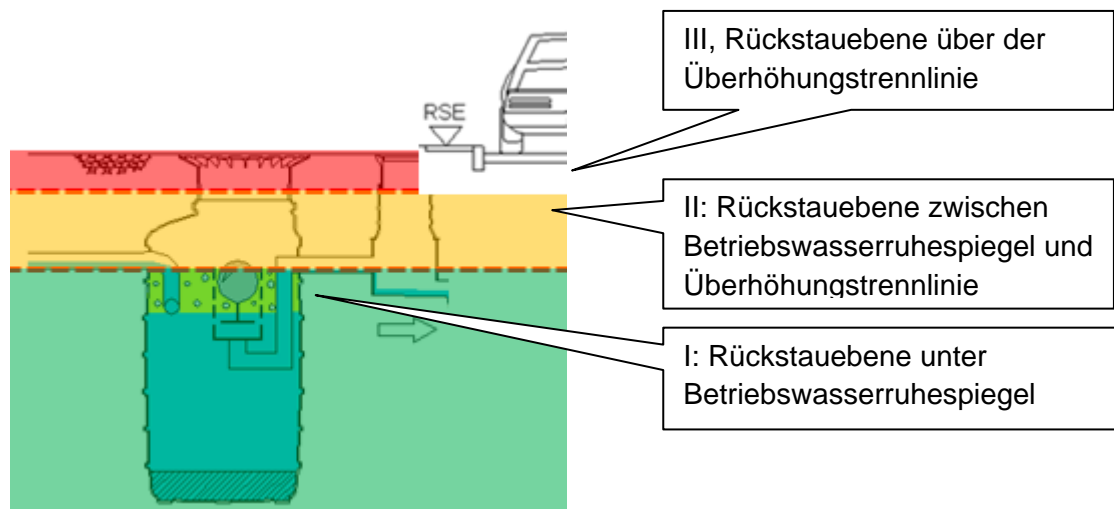 III, Rückstauebene über der
Überhöhungstrennlinie
RSE
II: Rückstauebene zwischen
Betriebswasserruhespiegel und
Überhöhungstrennlinie
I: Rückstauebene unter
Betriebswasserruhespiegel